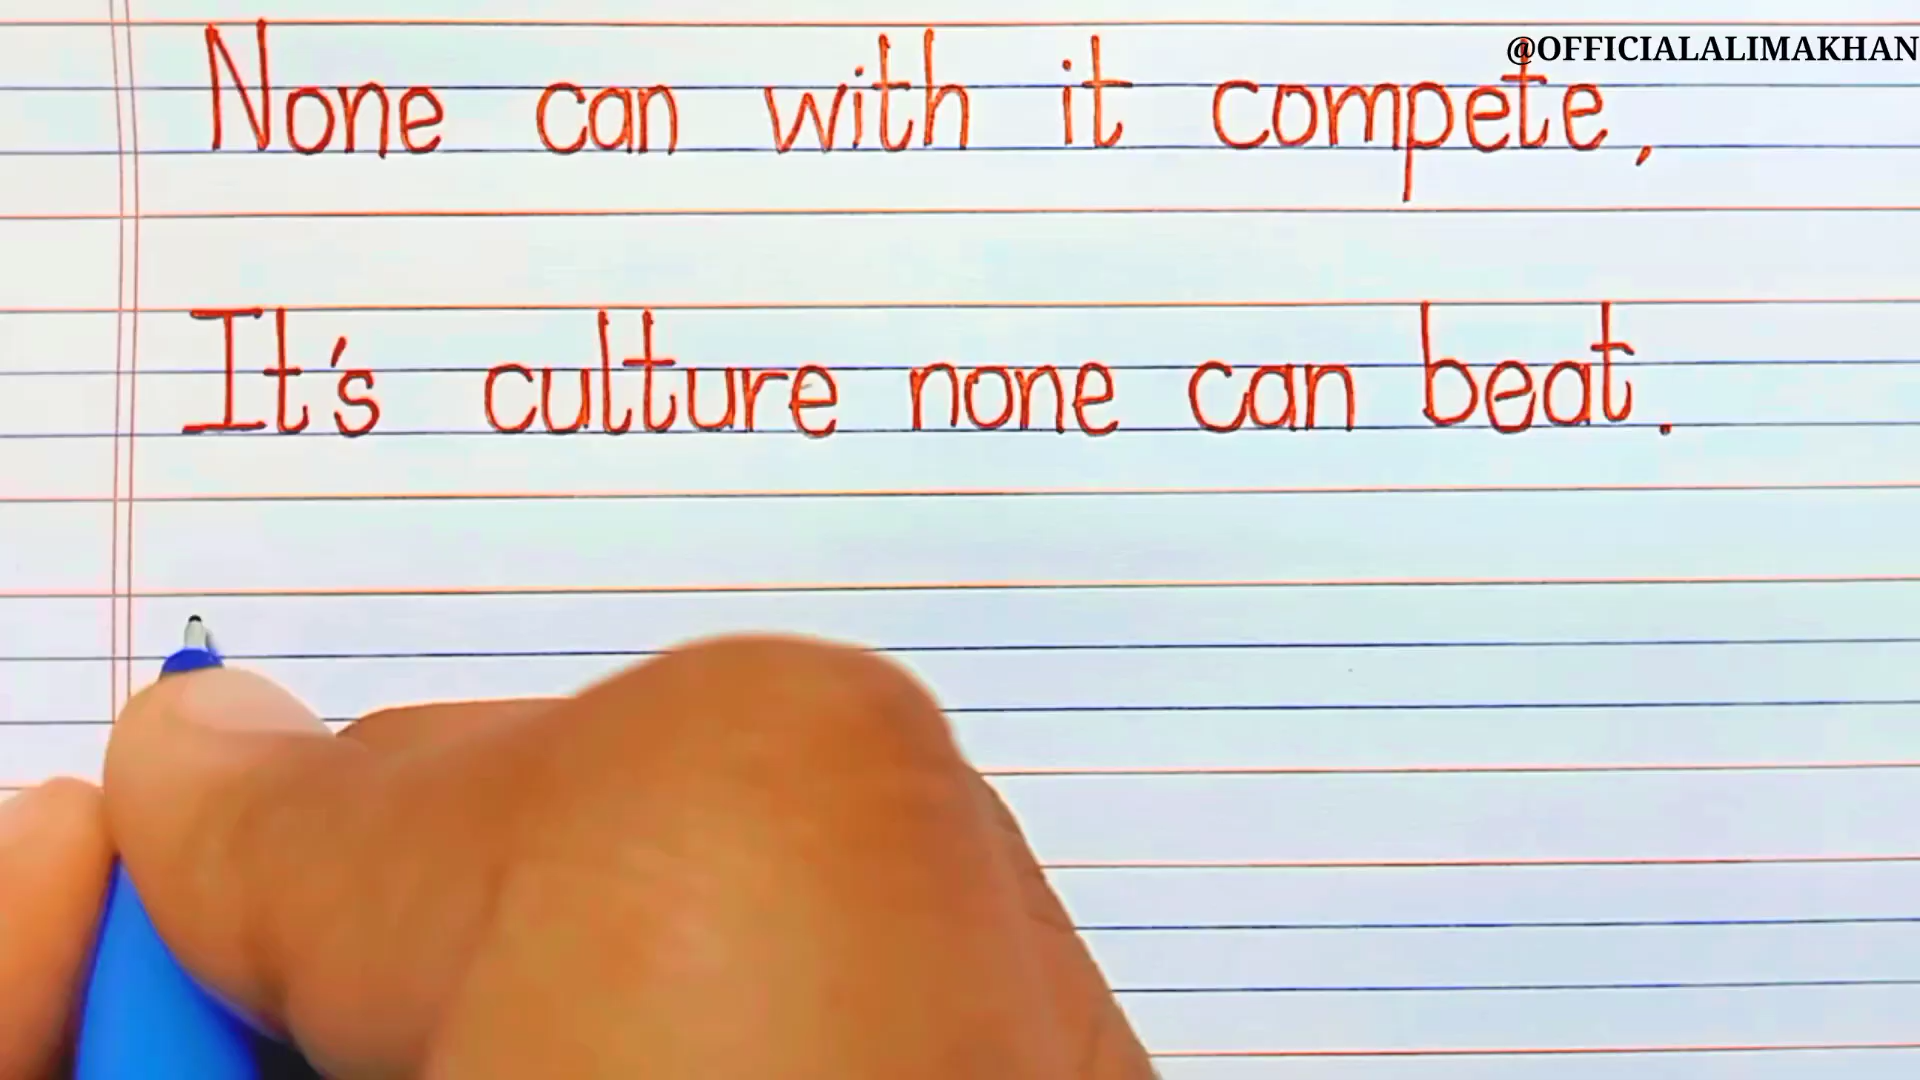 @OFFICIALALIMAKHAN
None can with it compete,
It's culture none can beat.